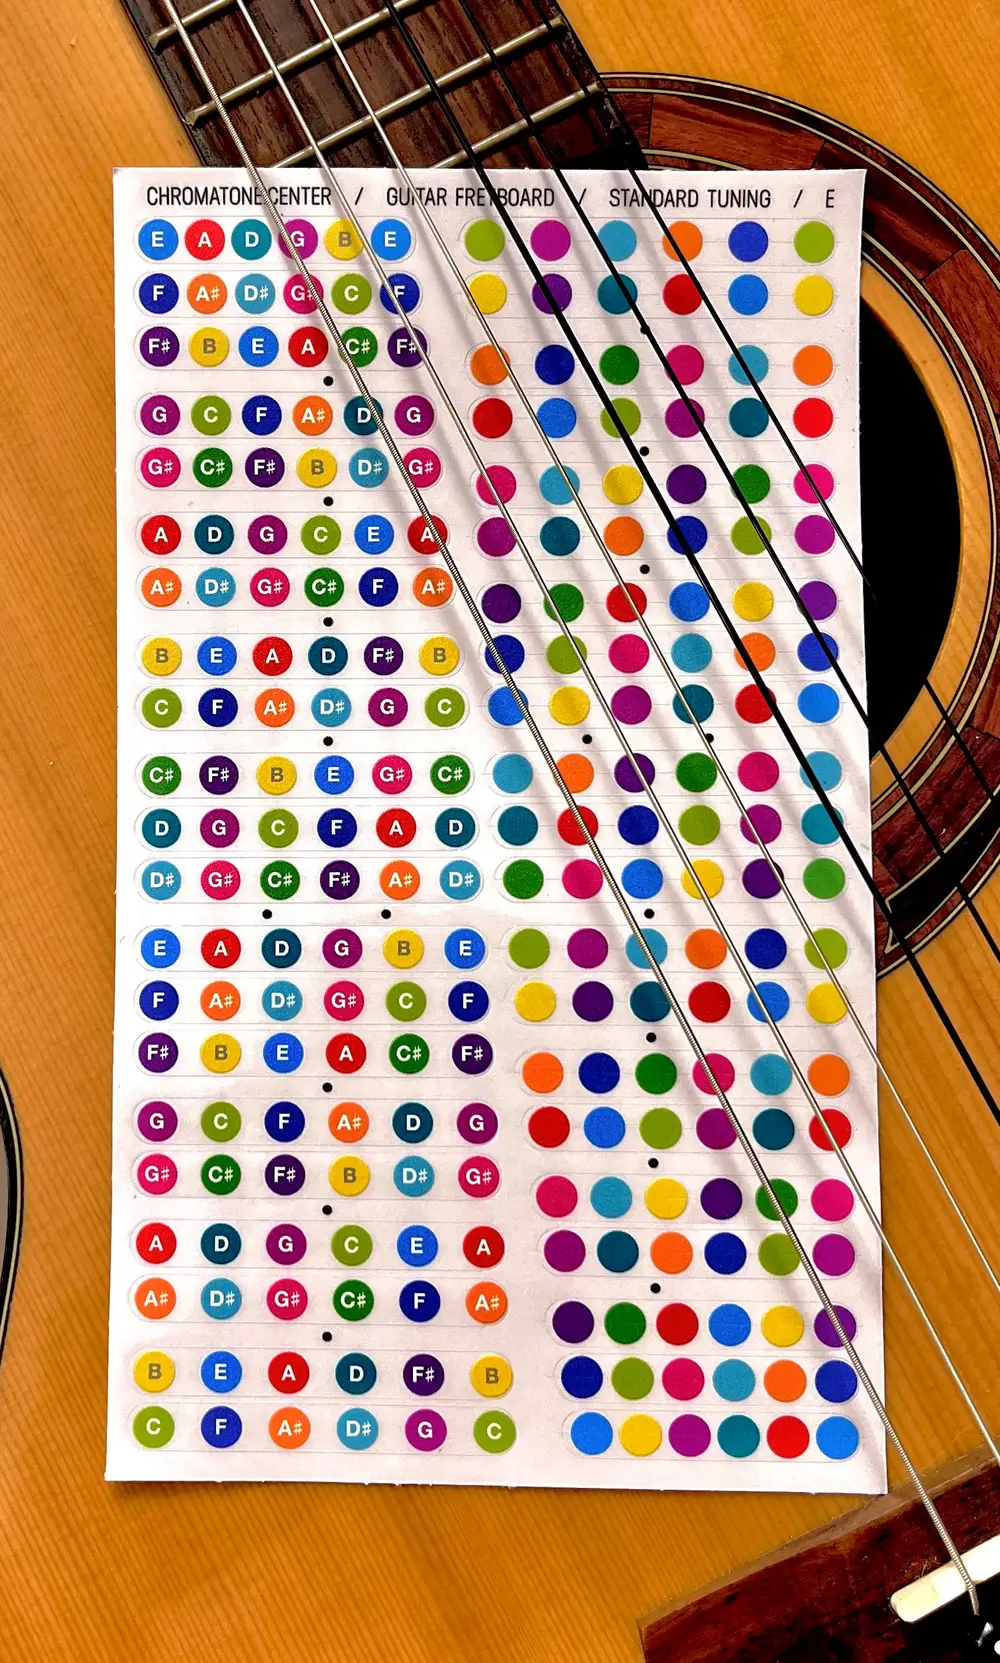 CHROMATONE.CENTER / GUITAR FRETBOARD / STANDARD TUNING / E
E A D G B E
F A# D# G# C F
F# B E A C# F#
G C F A# D G
G# C# F# B D# G#
A D G C E A
A# D# G# C# F A#
B E A D F# B
C F A# D# G C
C# F# B E G# C#
D G C F A D
D# G# C# F# A# D#
E A D G B E
F A# D# G# C F
F# B E A C# F#
G C F A# D G
G# C# F# B D# G#
A D G C E A
A# D# G# C# F A#
B E A D F# B
C F A# D# G C